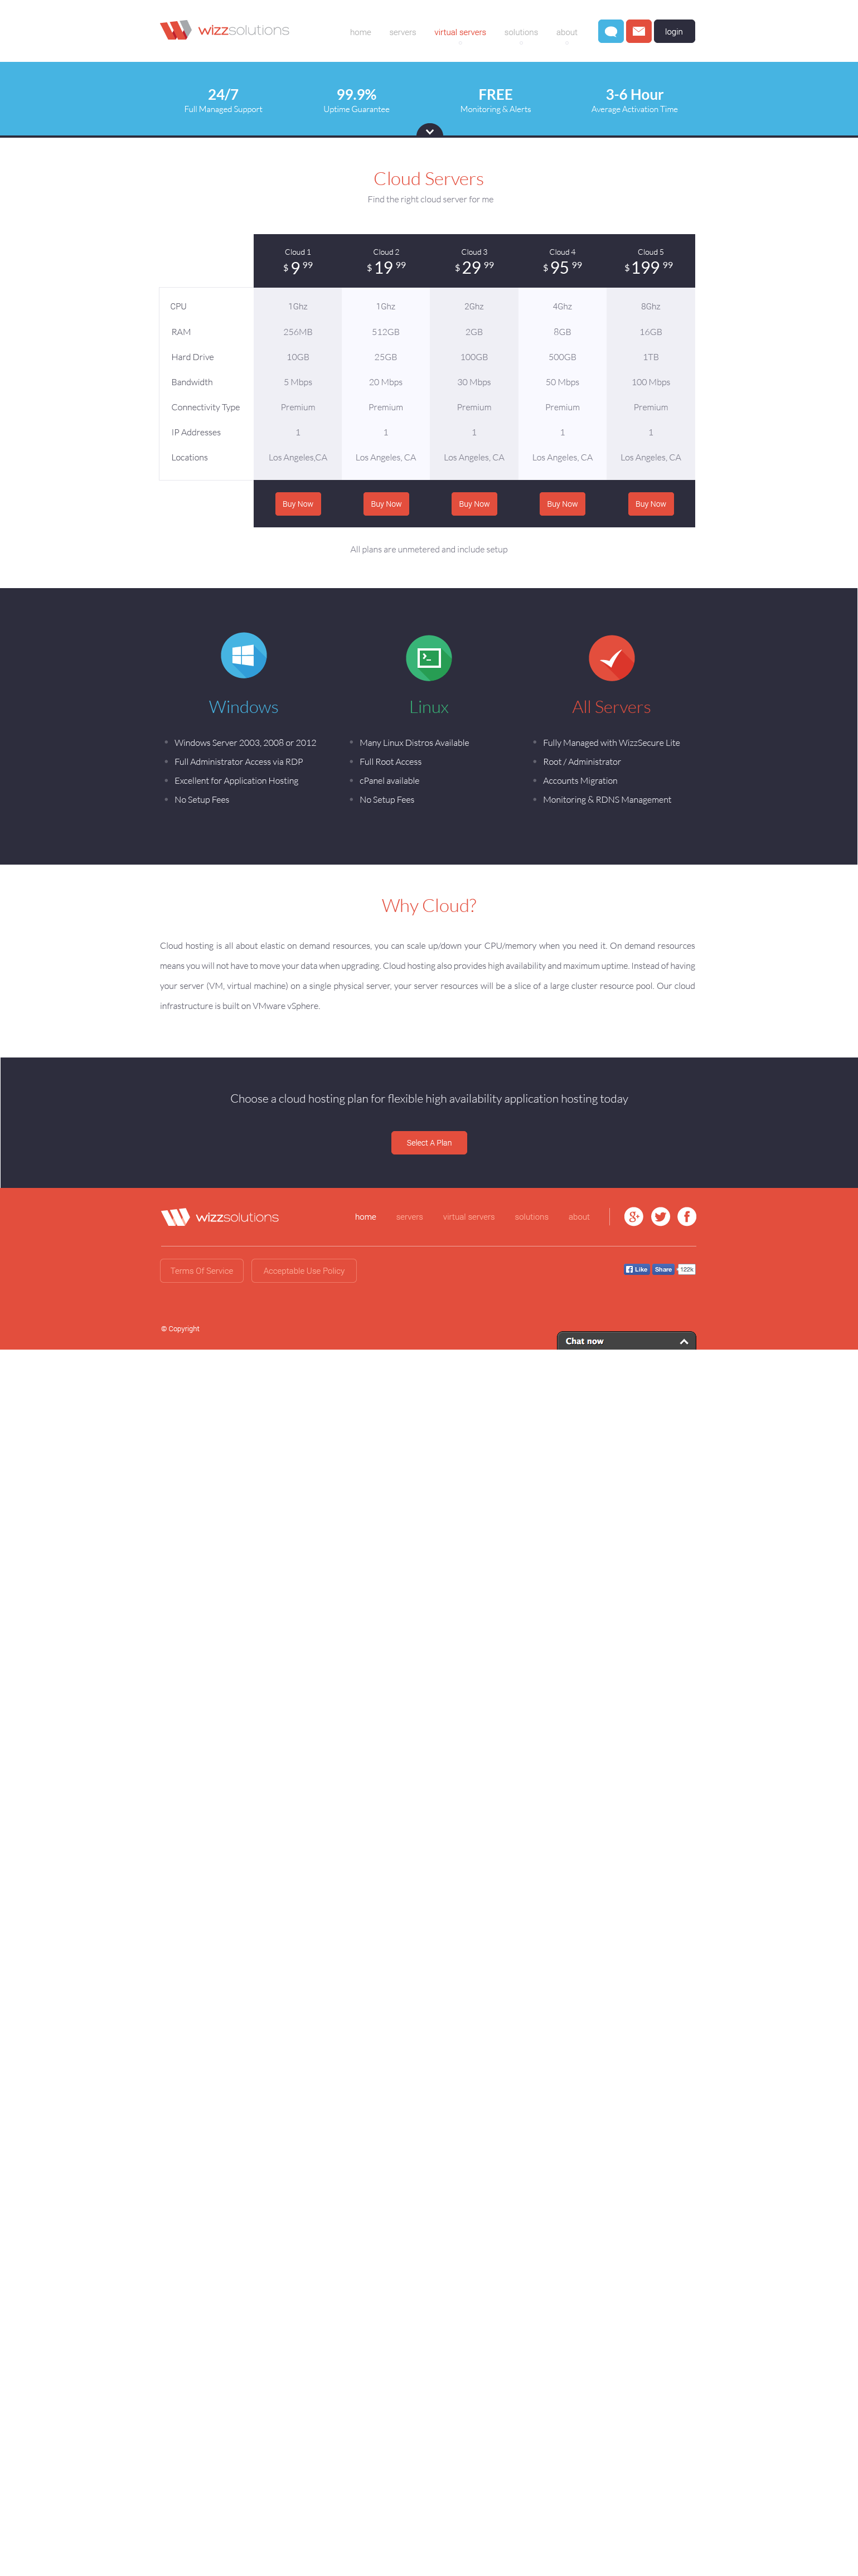 wizzsolutions
home servers virtual servers solutions about login
24/7 99.9% FREE 3-6 Hour
Full Managed Support Uptime Guarantee Monitoring & Alerts Average Activation Time
Cloud Servers
Find the right cloud server for me
Cloud 1 Cloud 2 Cloud 3 Cloud 4 Cloud 5
$ 9 99 $ 19 99 $ 29 99 $ 95 99 $ 199 99
CPU 1Ghz 1Ghz 2Ghz 4Ghz 8Ghz
RAM 256MB 512GB 2GB 8GB 16GB
Hard Drive 10GB 25GB 100GB 500GB 1TB
Bandwidth 5 Mbps 20 Mbps 30 Mbps 50 Mbps 100 Mbps
Connectivity Type Premium Premium Premium Premium Premium
IP Addresses 1 1 1 1 1
Locations Los Angeles,CA Los Angeles, CA Los Angeles, CA Los Angeles, CA Los Angeles, CA
Buy Now Buy Now Buy Now Buy Now Buy Now
All plans are unmetered and include setup
Windows
Windows Server 2003, 2008 or 2012
Full Administrator Access via RDP
Excellent for Application Hosting
No Setup Fees
Linux
Many Linux Distros Available
Full Root Access
cPanel available
No Setup Fees
All Servers
Fully Managed with WizzSecure Lite
Root / Administrator
Accounts Migration
Monitoring & RDNS Management
Why Cloud?
Cloud hosting is all about elastic on demand resources, you can scale up/down your CPU/memory when you need it. On demand resources
means you will not have to move your data when upgrading. Cloud hosting also provides high availability and maximum uptime. Instead of having
your server (VM, virtual machine) on a single physical server, your server resources will be a slice of a large cluster resource pool. Our cloud
infrastructure is built on VMware vSphere.
Choose a cloud hosting plan for flexible high availability application hosting today
Select A Plan
wizzsolutions
home servers virtual servers solutions about
Terms Of Service Acceptable Use Policy
Like Share 122k
© Copyright
Chat now